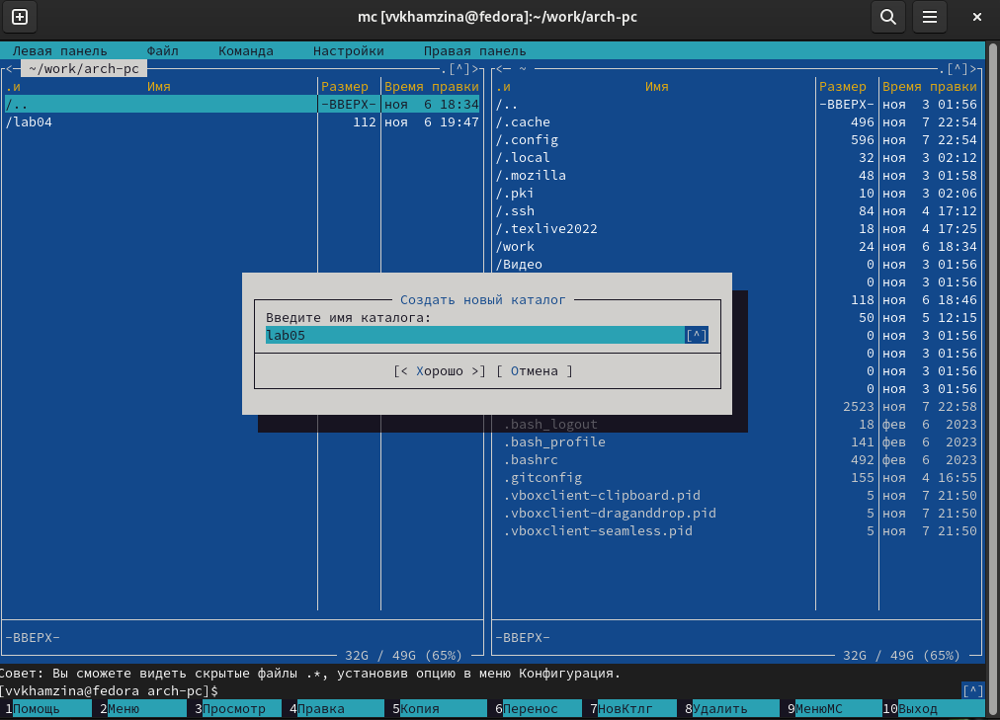 mc [vvkhamzina@fedora]:~/work/arch-pc
Левая панель Файл Команда Настройки Правая панель
<─ ~/work/arch-pc .[^]> <─ ~ .[^]>
.и Имя Размер Время правки .и Имя Размер Время правки
/.. -ВВЕРХ- ноя 6 18:34 /.. -ВВЕРХ- ноя 3 01:56
/lab04 112 ноя 6 19:47 /.cache 496 ноя 7 22:54
/.config 596 ноя 7 22:54
/.local 32 ноя 3 02:12
/.mozilla 48 ноя 3 01:58
/.pki 10 ноя 3 02:06
/.ssh 84 ноя 4 17:12
/.texlive2022 18 ноя 4 17:25
/work 24 ноя 6 18:34
/Видео 0 ноя 3 01:56
0 ноя 3 01:56
Создать новый каталог 118 ноя 6 18:46
Введите имя каталога: 50 ноя 5 12:15
lab05 [^] 0 ноя 3 01:56
0 ноя 3 01:56
[< Хорошо >] [ Отмена ] 0 ноя 3 01:56
0 ноя 3 01:56
2523 ноя 7 22:58
.bash_logout 18 фев 6 2023
.bash_profile 141 фев 6 2023
.bashrc 492 фев 6 2023
.gitconfig 155 ноя 4 16:55
.vboxclient-clipboard.pid 5 ноя 7 21:50
.vboxclient-draganddrop.pid 5 ноя 7 21:50
.vboxclient-seamless.pid 5 ноя 7 21:50
-ВВЕРХ- -ВВЕРХ-
32G / 49G (65%) 32G / 49G (65%)
Совет: Вы сможете видеть скрытые файлы .*, установив опцию в меню Конфигурация.
[vvkhamzina@fedora arch-pc]$ [^]
1Помощь 2Меню 3Просмотр 4Правка 5Копия 6Перенос 7НовКтлг 8Удалить 9МенюMC 10Выход